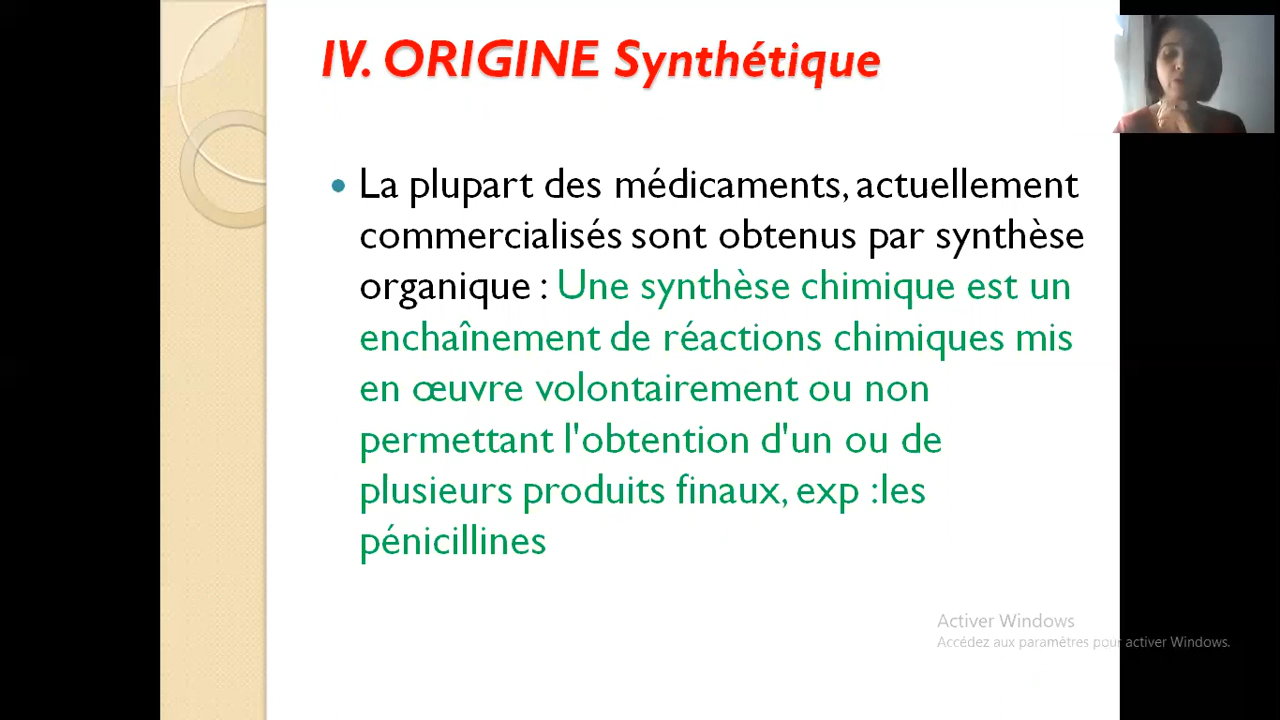 IV. ORIGINE Synthétique
• La plupart des médicaments, actuellement
commercialisés sont obtenus par synthèse
organique : Une synthèse chimique est un
enchaînement de réactions chimiques mis
en œuvre volontairement ou non
permettant l'obtention d'un ou de
plusieurs produits finaux, exp :les
pénicillines
Activer Windows
Accédez aux paramètres pour activer Windows.